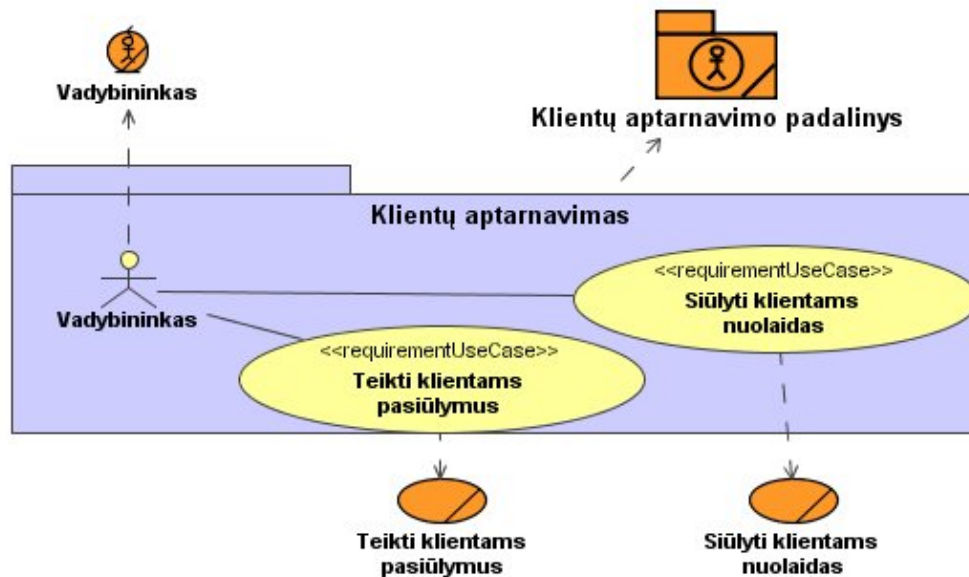 Vadybininkas
Klientų aptarnavimo padalinys
Klientų aptarnavimas
Vadybininkas
<<requirementUseCase>>
Siūlyti klientams
nuolaidas
<<requirementUseCase>>
Teikti klientams
pasiūlymus
Teikti klientams
pasiūlymus
Siūlyti klientams
nuolaidas